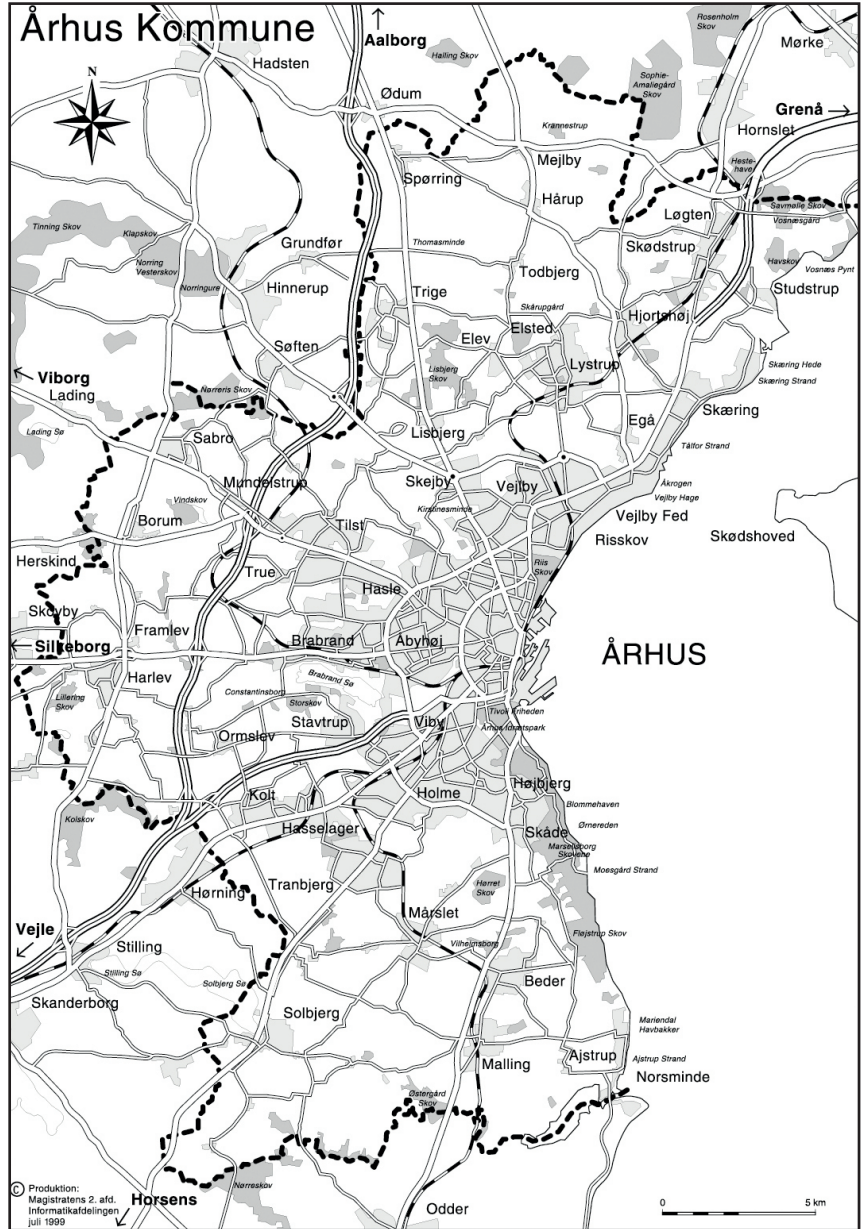 Århus Kommune
Aalborg
Rosenholm
Skov
Mørke
Hadsten
Hailing Skov
Sophie-
Amaliegård
Skov
N
Ødum
Grenå
Krannestrup
Hornslet
Mejlby
Heste-
have
Spørring
Hårup
Løgten
Savmølle Skov
Vosnæsgård
Tinning Skov
Klapskov
Grundfør
Thomasminde
Skødstrup
Norring
Vesterskov
Havskov
Vosnæs Pynt
Todbjerg
Norringure
Hinnerup
Trige
Studstrup
Skårupgård
Elsted
Hjortshøj
Elev
Søften
Lystrup
Lisbjerg
Skov
Skæring Hede
Viborg
Skæring Strand
Lading
Nørreris Skov
Skæring
Egå
Lading Sø
Sabro
Lisbjerg
Tålfor Strand
Mundelstrup
Skejby
Vejlby
Åkrogen
Vindskov
Vejlby Hage
Kirstinesminde
Borum
Tilst
Vejlby Fed
Skødshoved
Risskov
Herskind
True
Riis
Skov
Hasle
Skovby
Framlev
Silkeborg
Brabrand
Åbyhøj
ÅRHUS
Harlev
Brabrand Sø
Lillering
Skov
Constantinsborg
Storskov
Tivoli Friheden
Stavtrup
Viby
Århus Idrætspark
Ormslev
Højbjerg
Kolt
Holme
Blommehaven
Kolskov
Ørnereden
Hasselager
Skåde
Marselisborg
Skovene
Moesgård Strand
Tranbjerg
Hørret
Skov
Hørning
Mårslet
Vejle
Fløjstrup Skov
Stilling
Vilhelmsborg
Stilling Sø
Beder
Solbjerg Sø
Skanderborg
Solbjerg
Mariendal
Havbakker
Malling
Ajstrup
Ajstrup Strand
Norsminde
Østergård
Skov
© Produktion:
Magistratens 2. afd.
Informatikafdelingen
juli 1999
Nørreskov
Horsens
Odder
0 5 km